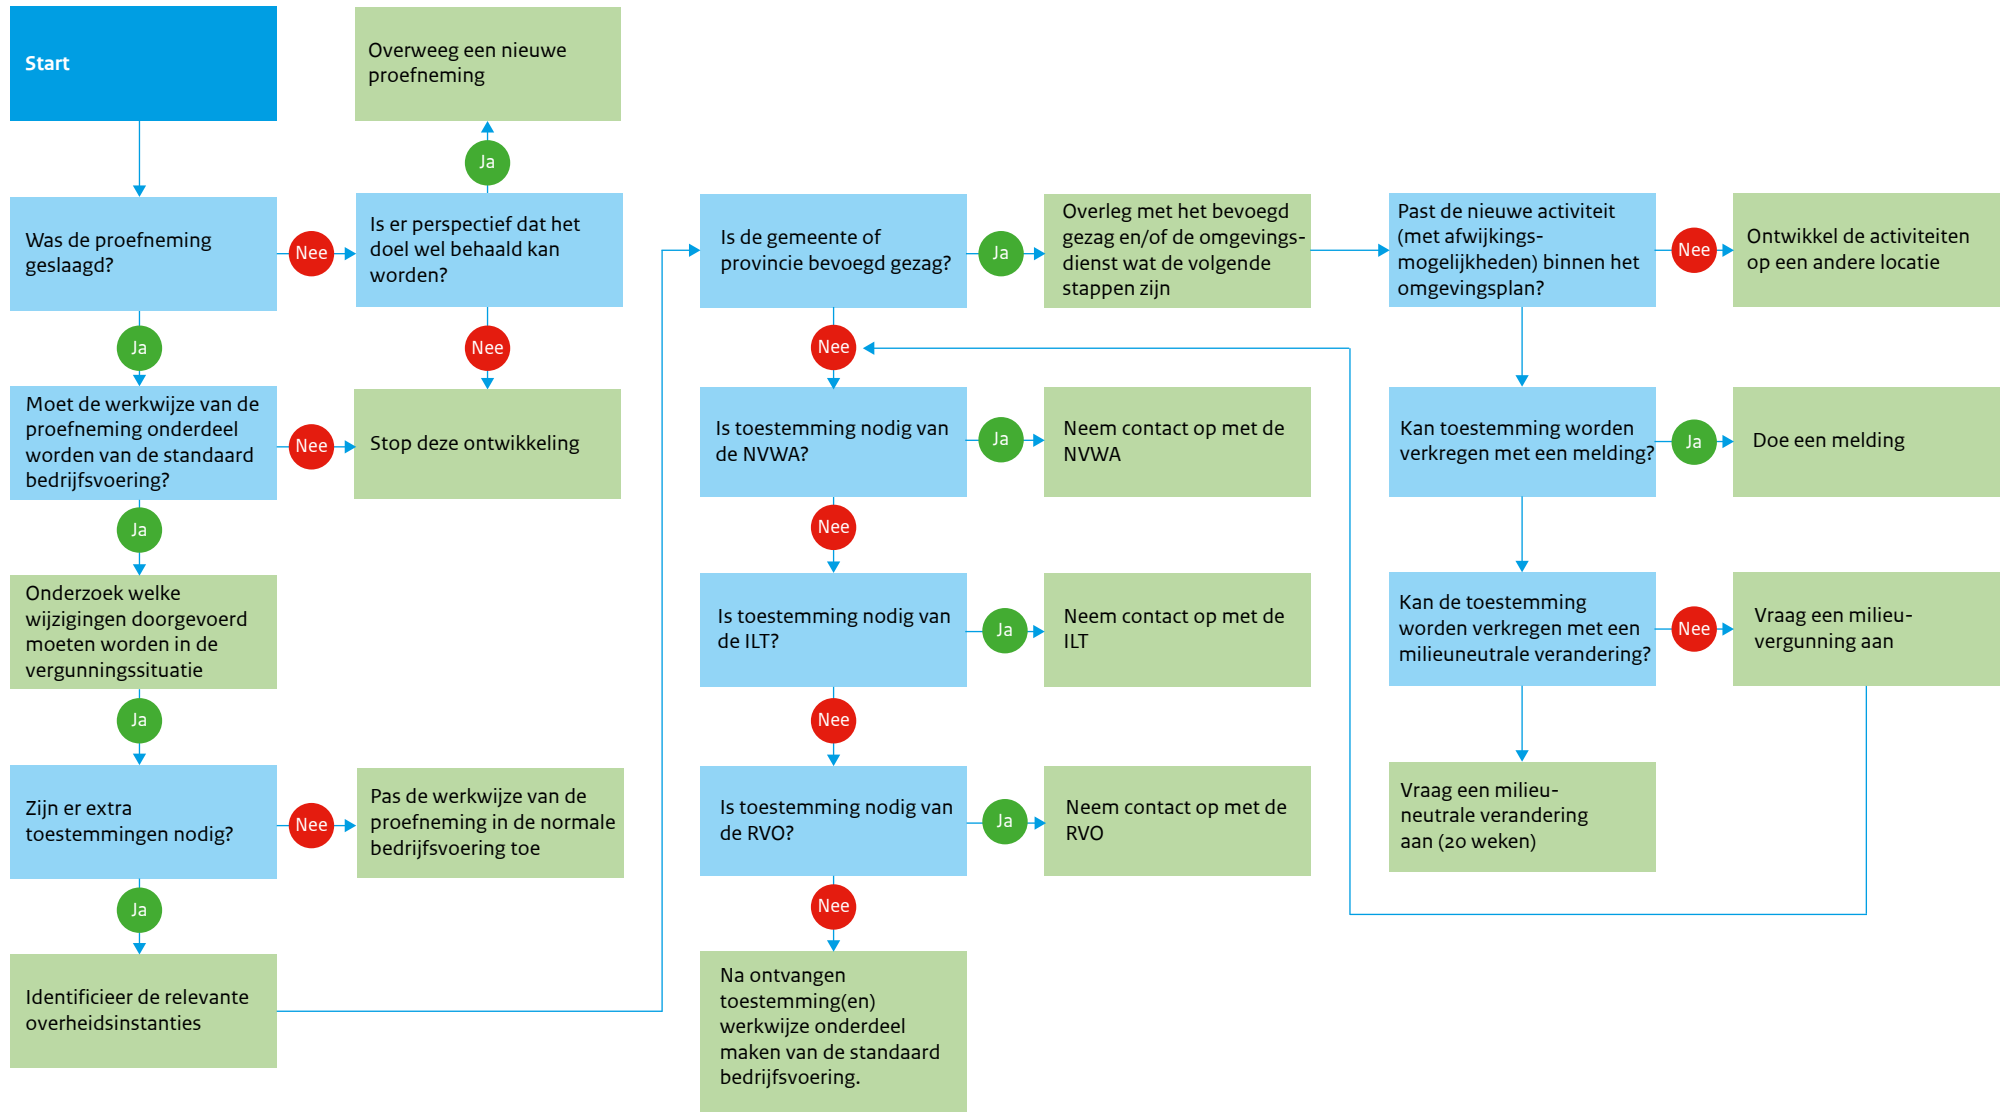 Start
Overweeg een nieuwe
proefneming
Ja
Was de proefneming
geslaagd?
Nee
Is er perspectief dat het
doel wel behaald kan
worden?
Ja
Nee
Moet de werkwijze van de
proefneming onderdeel
worden van de standaard
bedrijfsvoering?
Nee
Stop deze ontwikkeling
Ja
Onderzoek welke
wijzigingen doorgevoerd
moeten worden in de
vergunningssituatie
Ja
Zijn er extra
toestemmingen nodig?
Nee
Pas de werkwijze van de
proefneming in de normale
bedrijfsvoering toe
Ja
Identificieer de relevante
overheidsinstanties
Is de gemeente of
provincie bevoegd gezag?
Ja
Overleg met het bevoegd
gezag en/of de omgevings-
dienst wat de volgende
stappen zijn
Nee
Is toestemming nodig van
de NVWA?
Ja
Neem contact op met de
NVWA
Nee
Is toestemming nodig van
de ILT?
Ja
Neem contact op met de
ILT
Nee
Is toestemming nodig van
de RVO?
Ja
Neem contact op met de
RVO
Nee
Na ontvangen
toestemming(en)
werkwijze onderdeel
maken van de standaard
bedrijfsvoering.
Past de nieuwe activiteit
(met afwijkings-
mogelijkheden) binnen het
omgevingsplan?
Nee
Ontwikkel de activiteiten
op een andere locatie
Kan toestemming worden
verkregen met een melding?
Ja
Doe een melding
Kan de toestemming
worden verkregen met een
milieuneutrale verandering?
Nee
Vraag een milieu-
vergunning aan
Vraag een milieu-
neutrale verandering
aan (20 weken)